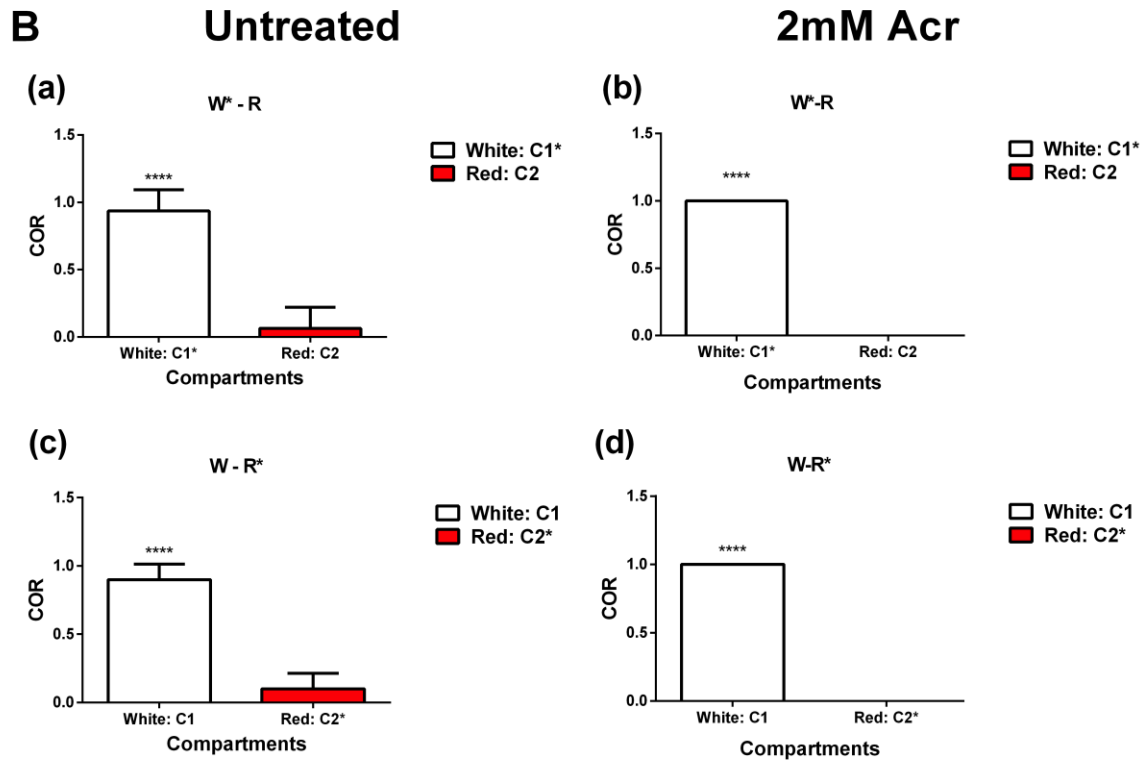 B Untreated 2mM Acr
(a)
W* - R
1.5
1.0
0.5
0.0
COR
****
White: C1*
Red: C2
Compartments
White: C1*
Red: C2
(b)
W*-R
1.5
1.0
0.5
0.0
COR
****
White: C1*
Red: C2
Compartments
White: C1*
Red: C2
(c)
W - R*
1.5
1.0
0.5
0.0
COR
****
White: C1
Red: C2*
Compartments
White: C1
Red: C2*
(d)
W-R*
1.5
1.0
0.5
0.0
COR
****
White: C1
Red: C2*
Compartments
White: C1
Red: C2*